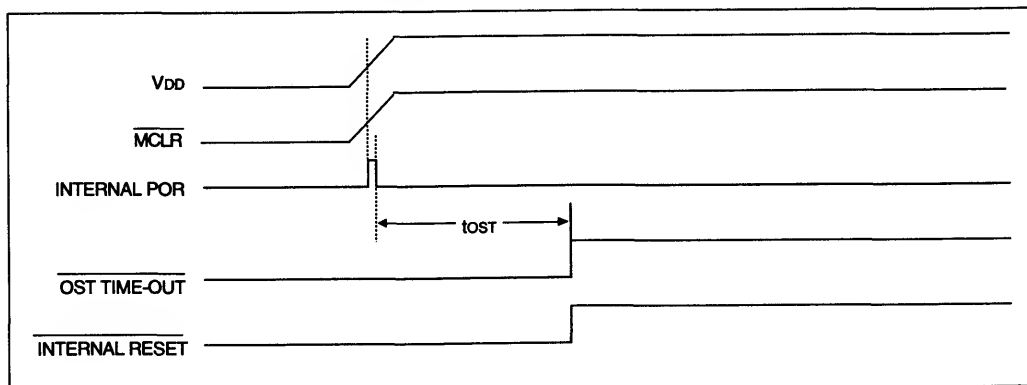 VDD
MCLR
INTERNAL POR
tOST
OST TIME-OUT
INTERNAL RESET